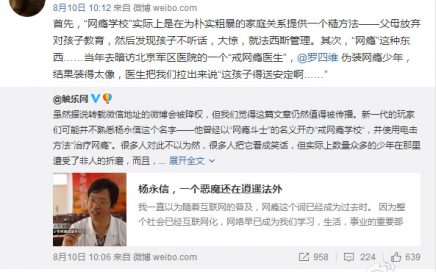 8月10日 10:12 来自 微博 weibo.com
首先，“网瘾学校”实际上是在为朴实粗暴的家庭关系提供一个糙方法——父母放弃
对孩子教育，然后发现孩子不听话，大惊，就法西斯管理。其次，“网瘾”这种东
西……当年去暗访北京军区医院的一个“戒网瘾医生”，@罗四维 伪装网瘾少年，
结果装得大像，医生把我们拉出来说“这孩子得送安定啊……”
@触乐网
虽然据说转载微信地址的微博会被降权，但我们觉得这篇文章仍然值得被传播。新一代的玩家
们可能并不熟悉杨永信这个名字——他曾经以“网瘾斗士”的名义开办“戒网瘾学校”，并使用电击
方法“治疗网瘾”。很多人对此不以为然，很多人把它看成笑话，但实际上数量众多的少年在那里
遭受了非人的折磨，而且，... 展开全文
杨永信，一个恶魔还在逍遥法外
我一直以为随着互联网的普及，网瘾这个词已经成为过去时。 因为整
个社会已经互联网化，网络早已成为我们学习，生活，事业的重要部
8月10日 10:06 来自 微博 weibo.com
958
224
639